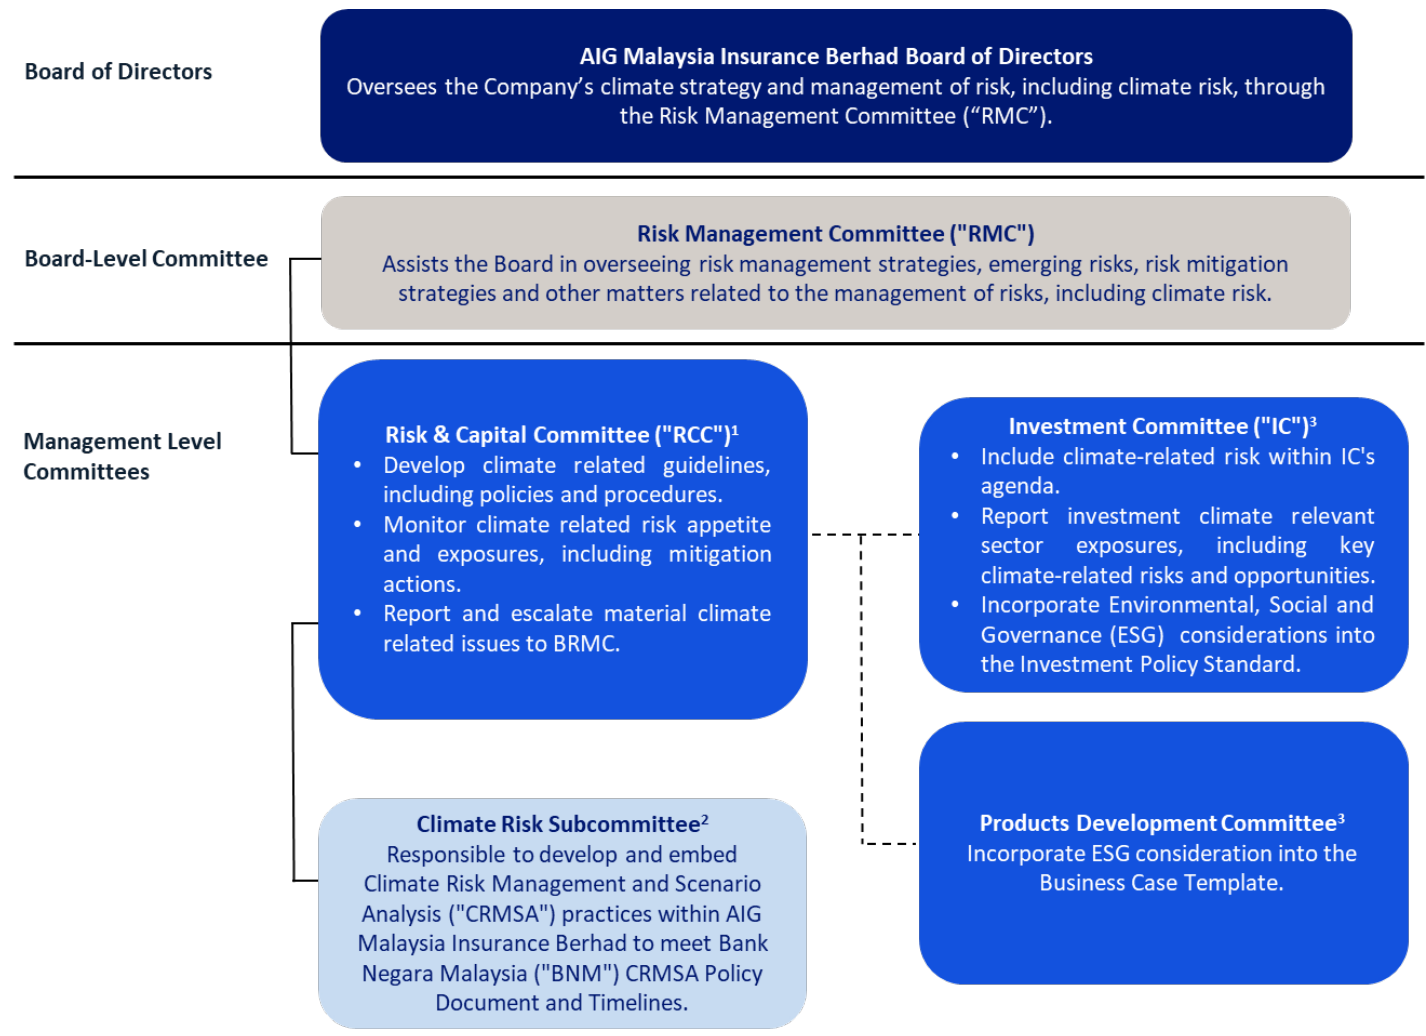 Board of Directors
AIG Malaysia Insurance Berhad Board of Directors
Oversees the Company’s climate strategy and management of risk, including climate risk, through
the Risk Management Committee (“RMC”).
Board-Level Committee
Risk Management Committee ("RMC")
Assists the Board in overseeing risk management strategies, emerging risks, risk mitigation
strategies and other matters related to the management of risks, including climate risk.
Management Level
Committees
Risk & Capital Committee ("RCC")¹
• Develop climate related guidelines,
including policies and procedures.
• Monitor climate related risk appetite
and exposures, including mitigation
actions.
• Report and escalate material climate
related issues to BRMC.
Investment Committee ("IC")³
• Include climate-related risk within IC's
agenda.
• Report investment climate relevant
sector exposures, including key
climate-related risks and opportunities.
• Incorporate Environmental, Social and
Governance (ESG) considerations into
the Investment Policy Standard.
Climate Risk Subcommittee²
Responsible to develop and embed
Climate Risk Management and Scenario
Analysis ("CRMSA") practices within AIG
Malaysia Insurance Berhad to meet Bank
Negara Malaysia ("BNM") CRMSA Policy
Document and Timelines.
Products Development Committee³
Incorporate ESG consideration into the
Business Case Template.